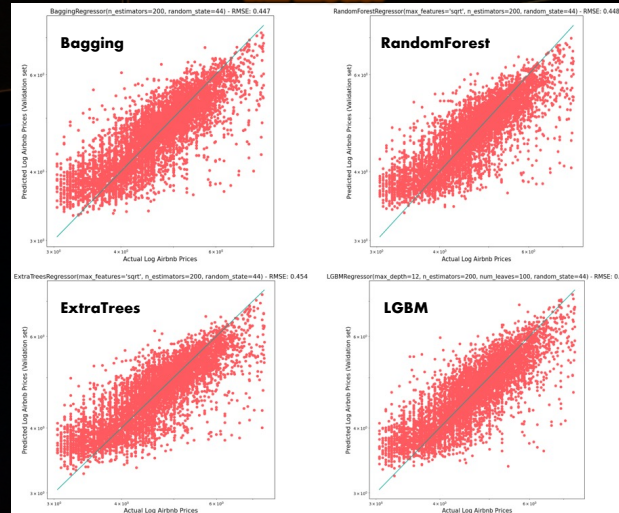 BaggingRegressor(n_estimators=200, random_state=44) - RMSE: 0.447
Bagging
Predicted Log Airbnb Prices (Validation set)
6 × 10⁰
4 × 10⁰
3 × 10⁰
3 × 10⁰ 4 × 10⁰ 6 × 10⁰
Actual Log Airbnb Prices
RandomForestRegressor(max_features='sqrt', n_estimators=200, random_state=44) - RMSE: 0.448
RandomForest
Predicted Log Airbnb Prices (Validation set)
6 × 10⁰
4 × 10⁰
3 × 10⁰
3 × 10⁰ 4 × 10⁰ 6 × 10⁰
Actual Log Airbnb Prices
ExtraTreesRegressor(max_features='sqrt', n_estimators=200, random_state=44) - RMSE: 0.454
ExtraTrees
Predicted Log Airbnb Prices (Validation set)
6 × 10⁰
4 × 10⁰
3 × 10⁰
3 × 10⁰ 4 × 10⁰ 6 × 10⁰
Actual Log Airbnb Prices
LGBMRegressor(max_depth=12, n_estimators=200, num_leaves=100, random_state=44) - RMSE: 0.
LGBM
Predicted Log Airbnb Prices (Validation set)
6 × 10⁰
4 × 10⁰
3 × 10⁰
3 × 10⁰ 4 × 10⁰ 6 × 10⁰
Actual Log Airbnb Prices